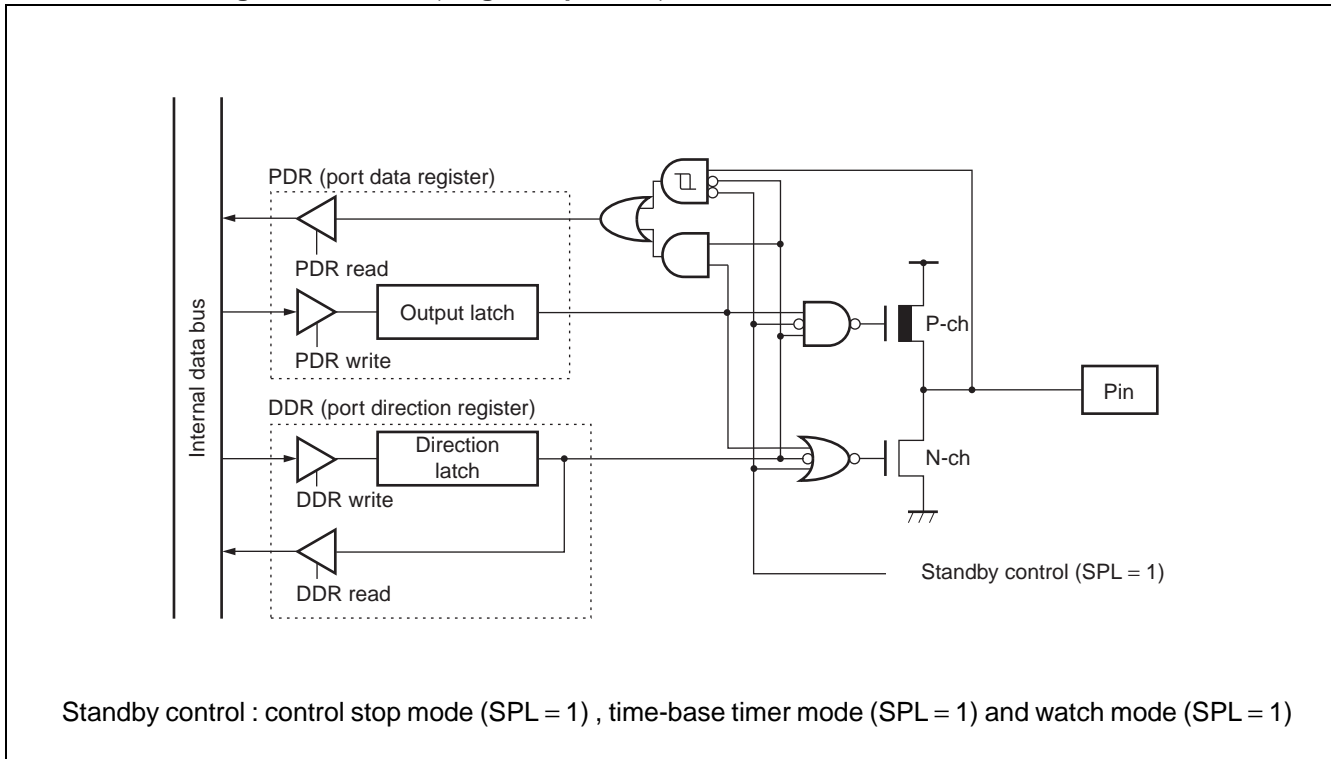 PDR (port data register)
PDR read
Output latch
PDR write
Internal data bus
P-ch
Pin
DDR (port direction register)
Direction
latch
DDR write
N-ch
DDR read
Standby control (SPL = 1)
Standby control : control stop mode (SPL = 1) , time-base timer mode (SPL = 1) and watch mode (SPL = 1)